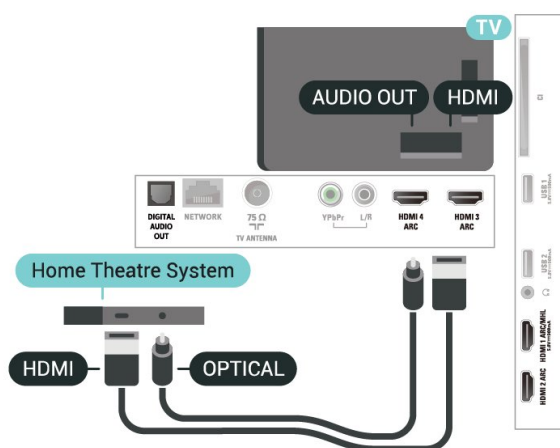 TV
AUDIO OUT HDMI
DIGITAL
AUDIO
OUT
NETWORK
75 Ω
TV ANTENNA
YPbPr L/R
HDMI 4
ARC
HDMI 3
ARC
USB 1
USB 2
HDMI 1 ARC/MHL
HDMI 2 ARC
Home Theatre System
HDMI OPTICAL